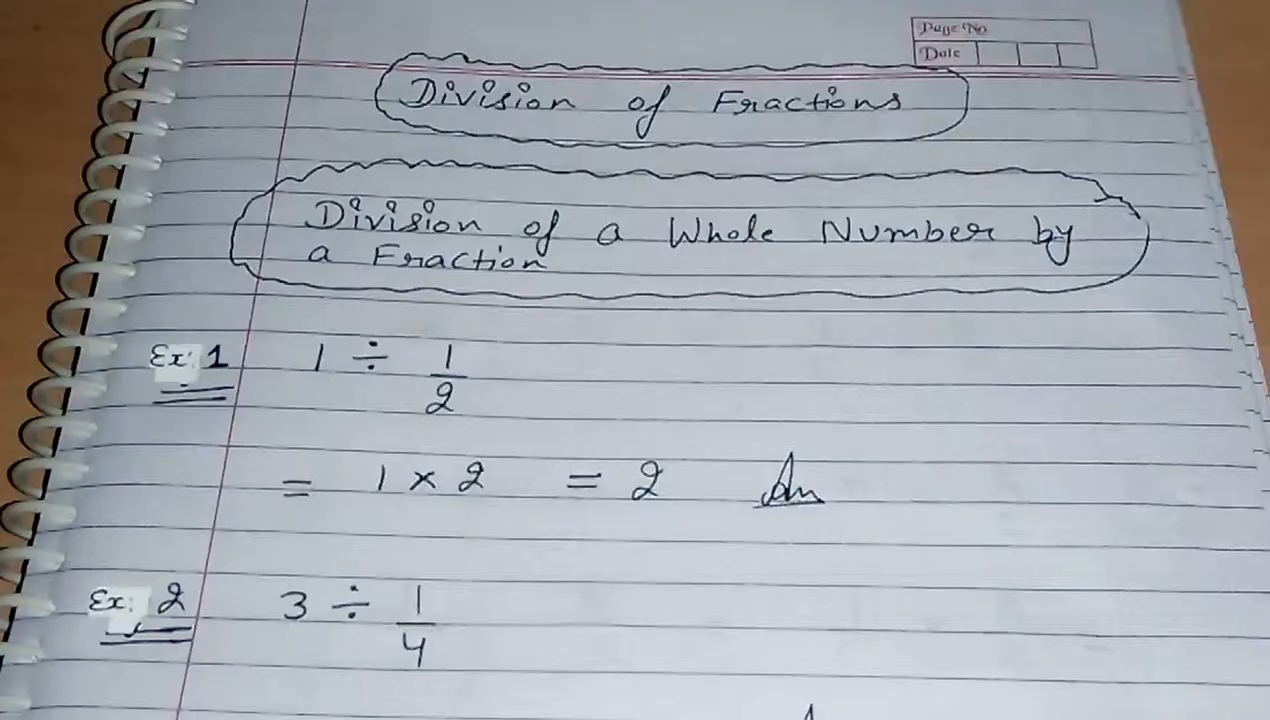 Page No
Date
Division of Fractions
Division of a Whole Number by
a Fraction
Ex: 1 1 ÷ 1/2
= 1 × 2 = 2 Ans
Ex: 2 3 ÷ 1/4